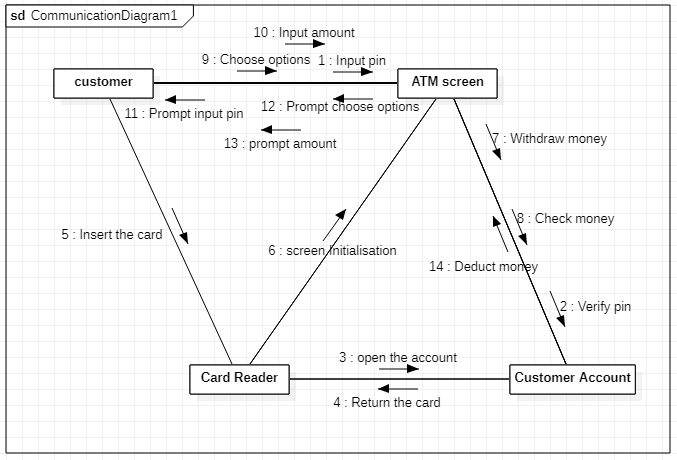 sd CommunicationDiagram1
10 : Input amount
9 : Choose options
1 : Input pin
customer
ATM screen
11 : Prompt input pin
12 : Prompt choose options
13 : prompt amount
7 : Withdraw money
5 : Insert the card
8 : Check money
6 : screen Initialisation
14 : Deduct money
2 : Verify pin
3 : open the account
Card Reader
Customer Account
4 : Return the card